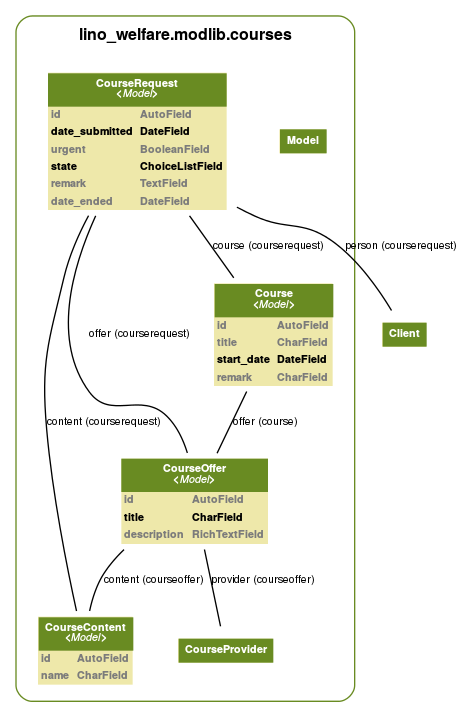 lino_welfare.modlib.courses
CourseRequest
<Model>
id AutoField
date_submitted DateField
urgent BooleanField
state ChoiceListField
remark TextField
date_ended DateField
Model
course (courserequest)
person (courserequest)
Course
<Model>
id AutoField
title CharField
start_date DateField
remark CharField
Client
offer (courserequest)
content (courserequest)
offer (course)
CourseOffer
<Model>
id AutoField
title CharField
description RichTextField
content (courseoffer)
provider (courseoffer)
CourseContent
<Model>
id AutoField
name CharField
CourseProvider